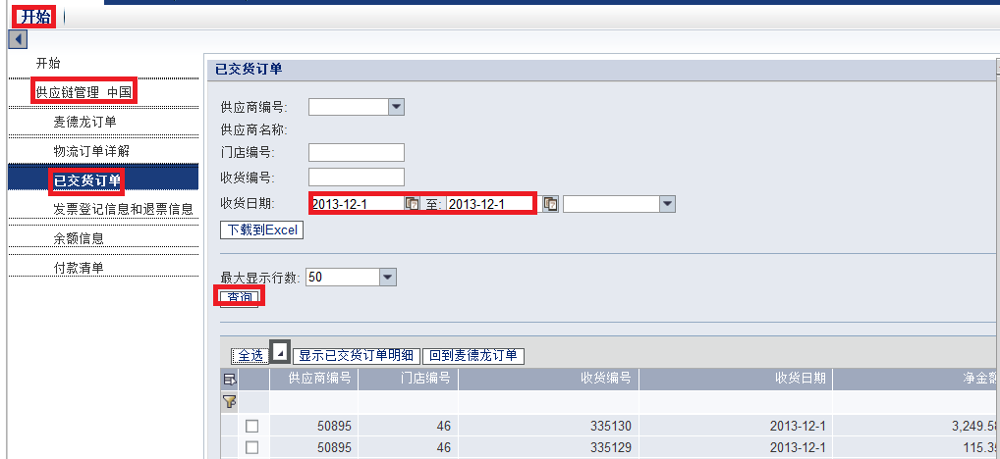 开始
开始
供应链管理 中国
麦德龙订单
物流订单详解
已交货订单
发票登记信息和退票信息
余额信息
付款清单
已交货订单
供应商编号:
供应商名称:
门店编号:
收货编号:
收货日期: 2013-12-1 至: 2013-12-1
下载到Excel
最大显示行数: 50
查询
全选 显示已交货订单明细 回到麦德龙订单
供应商编号 门店编号 收货编号 收货日期 净金额
50895 46 335130 2013-12-1 3,249.58
50895 46 335129 2013-12-1 115.35